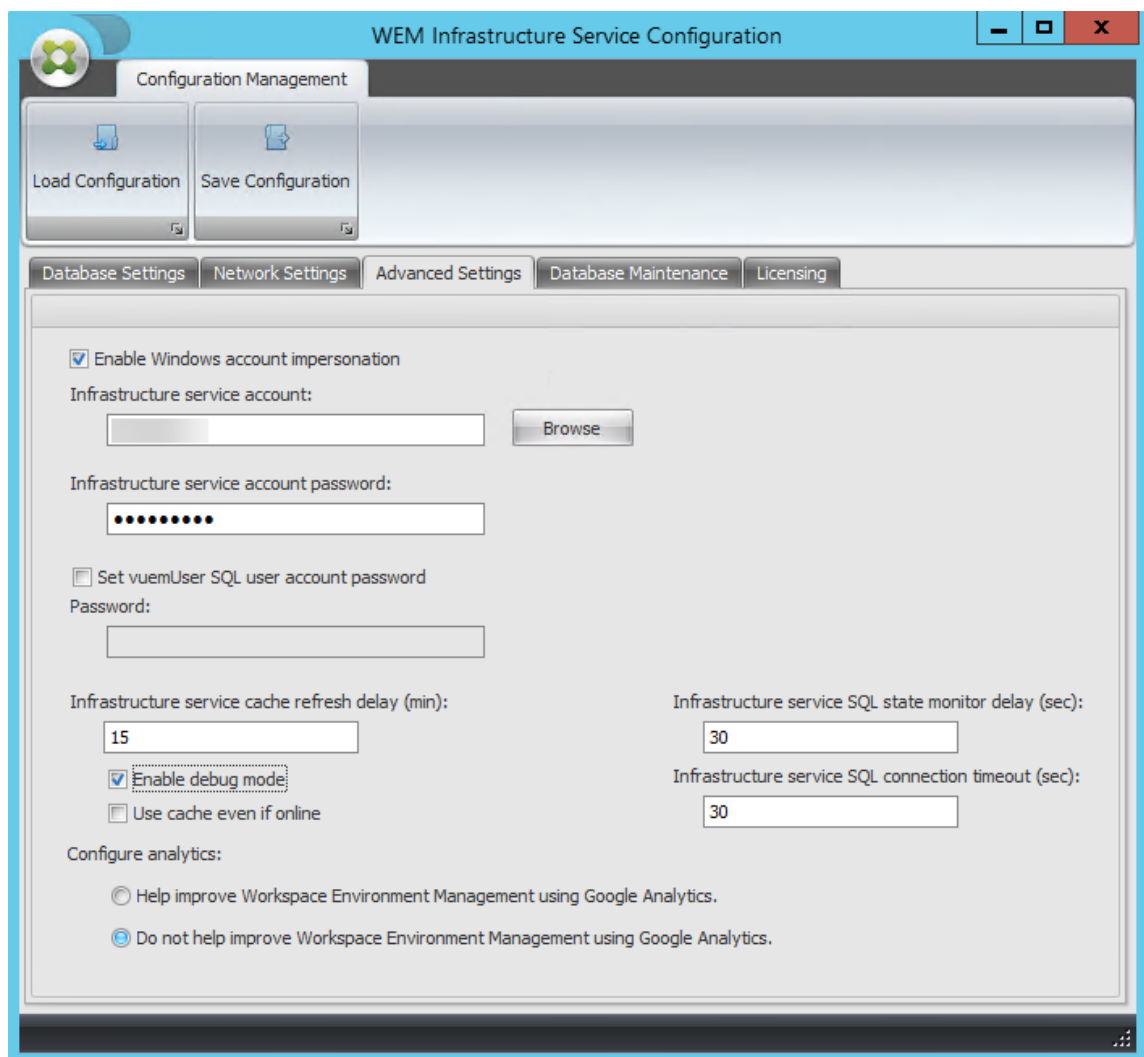 WEM Infrastructure Service Configuration
Configuration Management
Load Configuration Save Configuration
Database Settings Network Settings Advanced Settings Database Maintenance Licensing
Enable Windows account impersonation
Infrastructure service account:
Browse
Infrastructure service account password:
•••••••••
Set vuemUser SQL user account password
Password:
Infrastructure service cache refresh delay (min): Infrastructure service SQL state monitor delay (sec):
15 30
Enable debug mode Infrastructure service SQL connection timeout (sec):
Use cache even if online 30
Configure analytics:
Help improve Workspace Environment Management using Google Analytics.
Do not help improve Workspace Environment Management using Google Analytics.